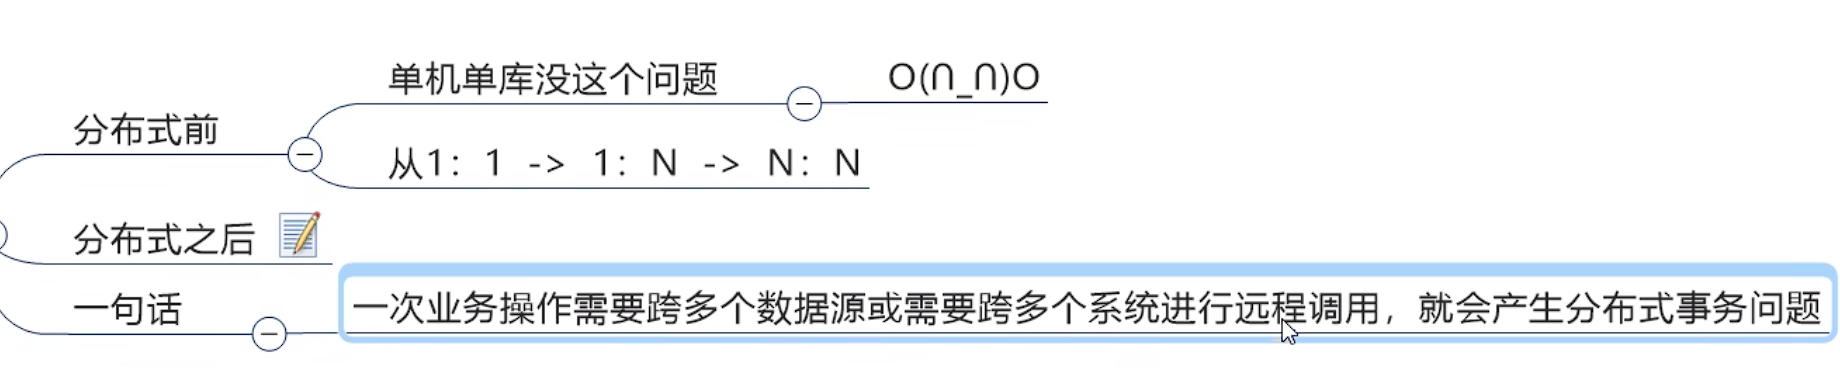 单机单库没这个问题
O(∩_∩)O
分布式前
从1：1 -> 1：N -> N：N
分布式之后
一句话
一次业务操作需要跨多个数据源或需要跨多个系统进行远程调用，就会产生分布式事务问题